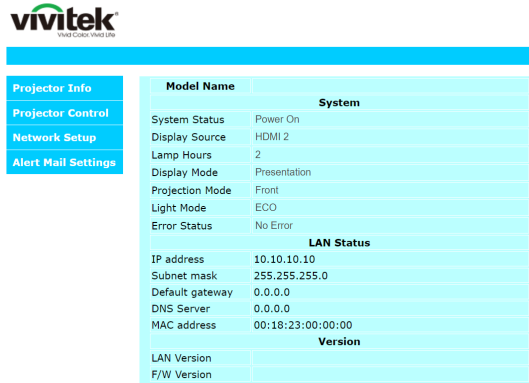 vivitek
Vivid Color, Vivid Life
Projector Info
Projector Control
Network Setup
Alert Mail Settings
Model Name
System
System Status Power On
Display Source HDMI 2
Lamp Hours 2
Display Mode Presentation
Projection Mode Front
Light Mode ECO
Error Status No Error
LAN Status
IP address 10.10.10.10
Subnet mask 255.255.255.0
Default gateway 0.0.0.0
DNS Server 0.0.0.0
MAC address 00:18:23:00:00:00
Version
LAN Version
F/W Version